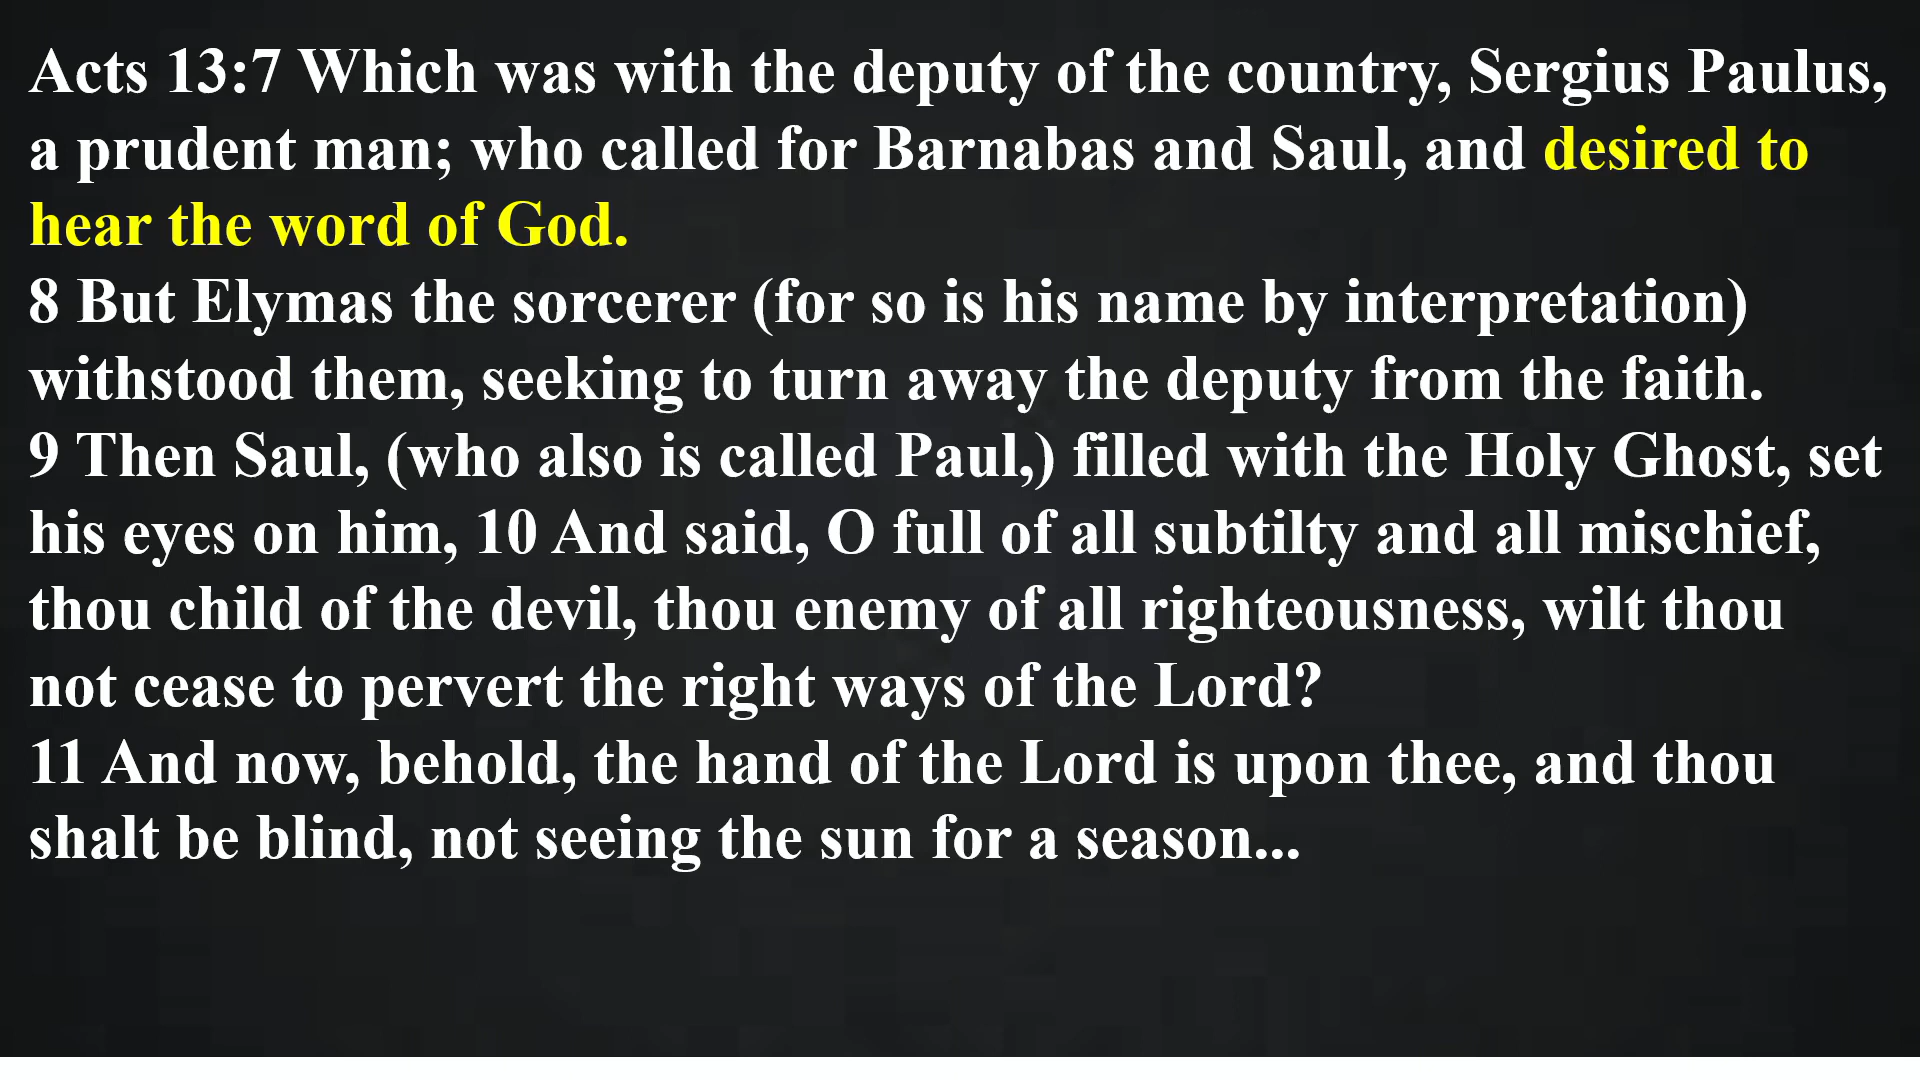 Acts 13:7 Which was with the deputy of the country, Sergius Paulus,
a prudent man; who called for Barnabas and Saul, and desired to
hear the word of God.
8 But Elymas the sorcerer (for so is his name by interpretation)
withstood them, seeking to turn away the deputy from the faith.
9 Then Saul, (who also is called Paul,) filled with the Holy Ghost, set
his eyes on him, 10 And said, O full of all subtilty and all mischief,
thou child of the devil, thou enemy of all righteousness, wilt thou
not cease to pervert the right ways of the Lord?
11 And now, behold, the hand of the Lord is upon thee, and thou
shalt be blind, not seeing the sun for a season...